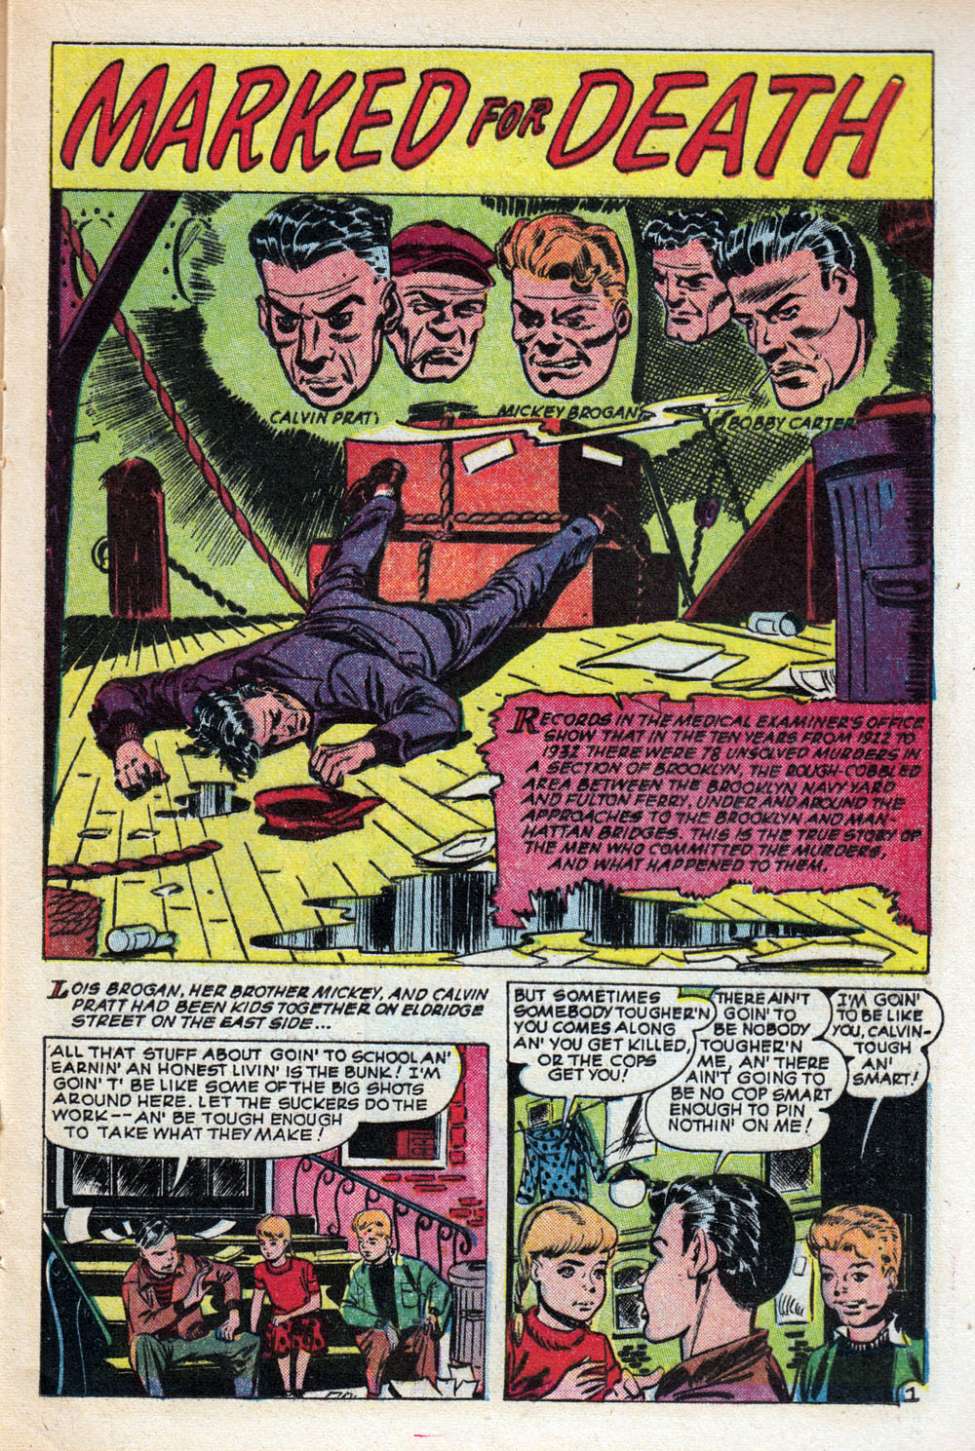 MARKED FOR DEATH
CALVIN PRATT
MICKEY BROGAN
BOBBY CARTER
RECORDS IN THE MEDICAL EXAMINER'S OFFICE
SHOW THAT IN THE TEN YEARS FROM 1922 TO
1932 THERE WERE 78 UNSOLVED MURDERS IN
A SECTION OF BROOKLYN, THE ROUGH-COBBLED
AREA BETWEEN THE BROOKLYN NAVY YARD
AND FULTON FERRY, UNDER AND AROUND THE
APPROACHES TO THE BROOKLYN AND MAN-
HATTAN BRIDGES. THIS IS THE TRUE STORY OF
THE MEN WHO COMMITTED THE MURDERS,
AND WHAT HAPPENED TO THEM.
LOIS BROGAN, HER BROTHER MICKEY, AND CALVIN
PRATT HAD BEEN KIDS TOGETHER ON ELDRIDGE
STREET ON THE EAST SIDE...
ALL THAT STUFF ABOUT GOIN' TO SCHOOL AN'
EARNIN' AN HONEST LIVIN' IS THE BUNK! I'M
GOIN' T' BE LIKE SOME OF THE BIG SHOTS
AROUND HERE. LET THE SUCKERS DO THE
WORK--AN' BE TOUGH ENOUGH
TO TAKE WHAT THEY MAKE!
BUT SOMETIMES
SOMEBODY TOUGHER'N
YOU COMES ALONG
AN' YOU GET KILLED,
OR THE COPS
GET YOU!
THERE AIN'T
GOIN' TO
BE NOBODY
TOUGHER'N
ME, AN' THERE
AIN'T GOING TO
BE NO COP SMART
ENOUGH TO PIN
NOTHIN' ON ME!
I'M GOIN'
TO BE LIKE
YOU, CALVIN-
TOUGH
AN'
SMART!
1